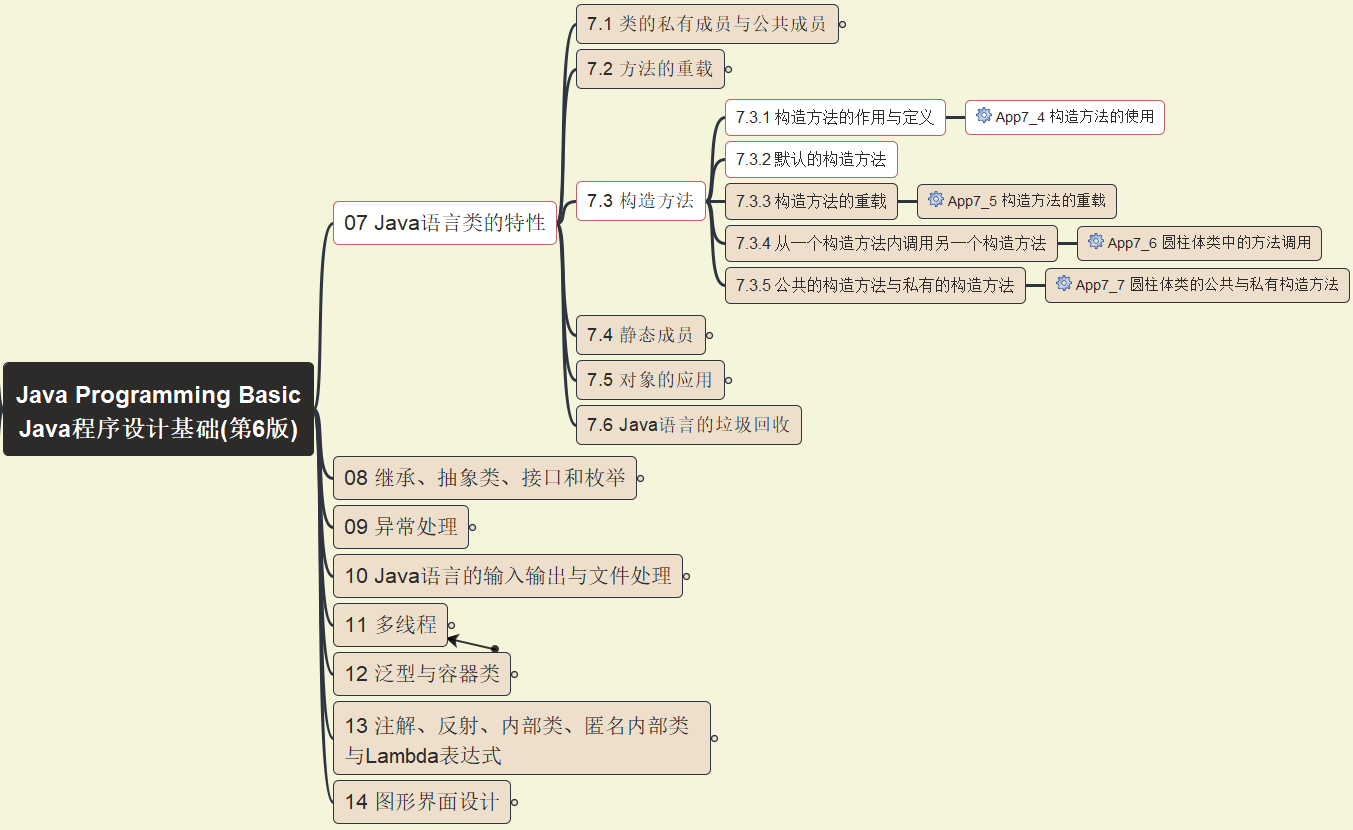 Java Programming Basic
Java程序设计基础(第6版)
07 Java语言类的特性
7.1 类的私有成员与公共成员
7.2 方法的重载
7.3 构造方法
7.3.1 构造方法的作用与定义
App7_4 构造方法的使用
7.3.2 默认的构造方法
7.3.3 构造方法的重载
App7_5 构造方法的重载
7.3.4 从一个构造方法内调用另一个构造方法
App7_6 圆柱体类中的方法调用
7.3.5 公共的构造方法与私有的构造方法
App7_7 圆柱体类的公共与私有构造方法
7.4 静态成员
7.5 对象的应用
7.6 Java语言的垃圾回收
08 继承、抽象类、接口和枚举
09 异常处理
10 Java语言的输入输出与文件处理
11 多线程
12 泛型与容器类
13 注解、反射、内部类、匿名内部类
与Lambda表达式
14 图形界面设计